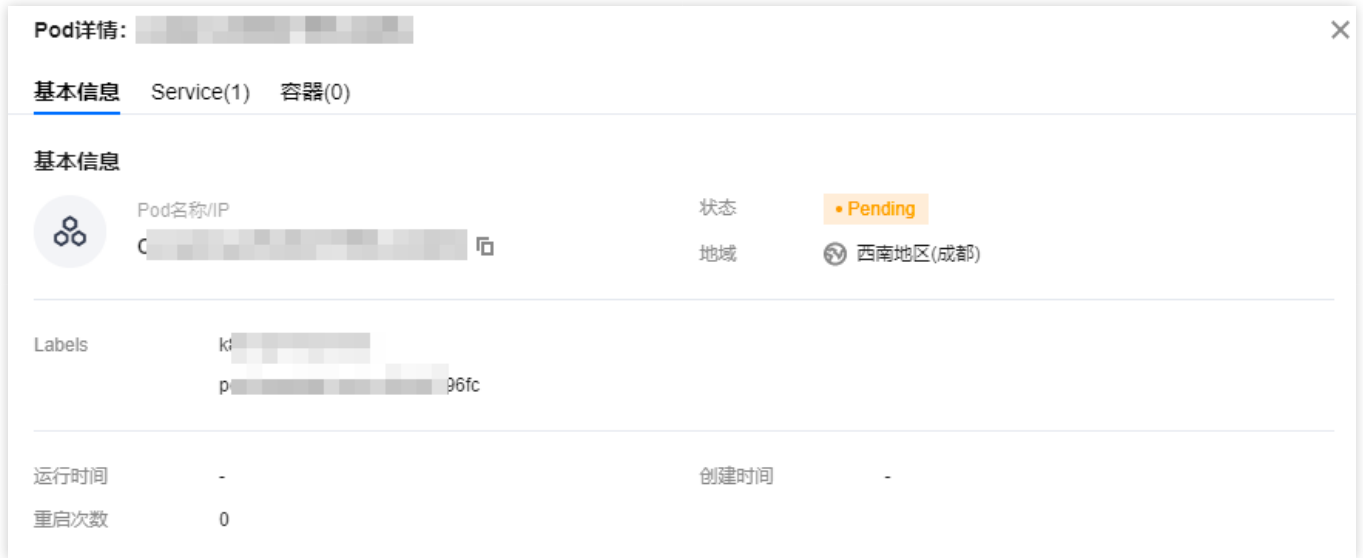 Pod详情:
基本信息 Service(1) 容器(0)
基本信息
Pod名称/IP
状态 Pending
地域 西南地区(成都)
Labels
96fc
运行时间 - 创建时间 -
重启次数 0